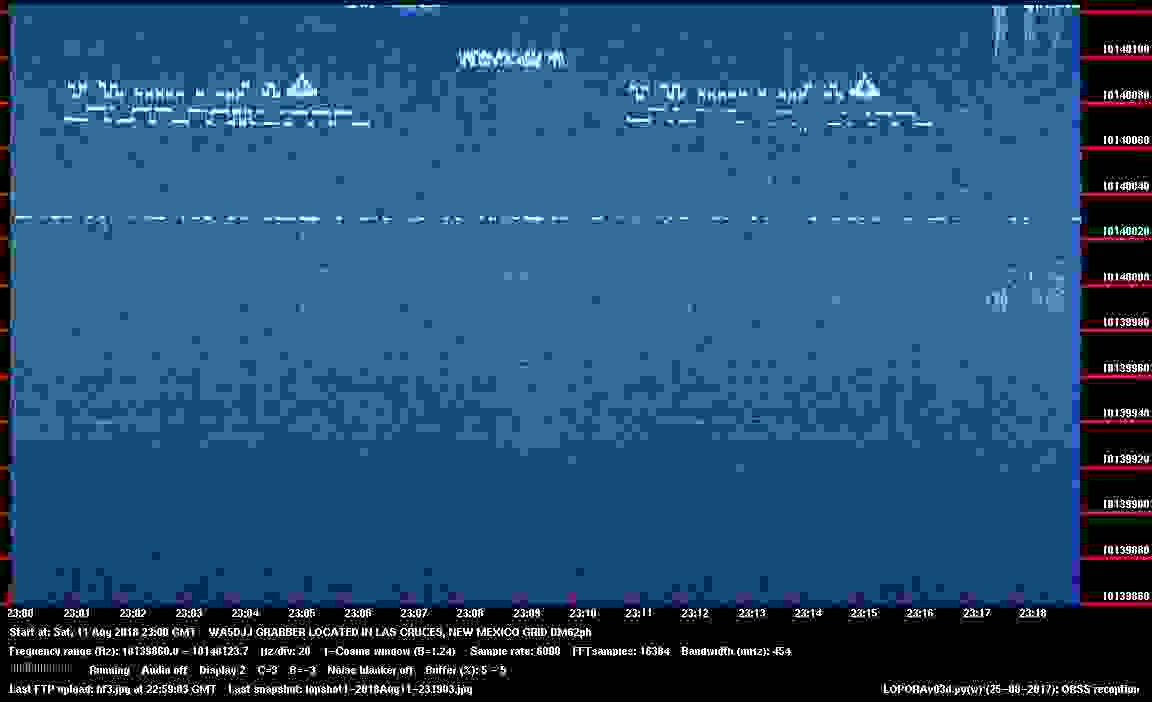 10140100
10140080
10140060
10140040
10140020
10140000
10139980
10139960
10139940
10139920
10139900
10139880
10139860
23:00 23:01 23:02 23:03 23:04 23:05 23:06 23:07 23:08 23:09 23:10 23:11 23:12 23:13 23:14 23:15 23:16 23:17 23:18
Start at: Sat, 11 Aug 2018 23:00 GMT WA5DJJ GRABBER LOCATED IN LAS CRUCES, NEW MEXICO GRID DM62ph
Frequency range (Hz): 10139860.0 - 10140123.7 Hz/div: 20 1-Cosine window (B=1.24) Sample rate: 6000 FFTsamples: 16384 Bandwidth (mHz): 454
Running Audio off Display 2 C=3 B=-3 Noise blanker off Buffer (%): 5 - 5
Last FTP upload: hf3.jpg at 22:59:03 GMT Last snapshot: lopshot1-2018Aug11-231903.jpg LOPORAv03d.py(w) (25-08-2017): QRSS reception